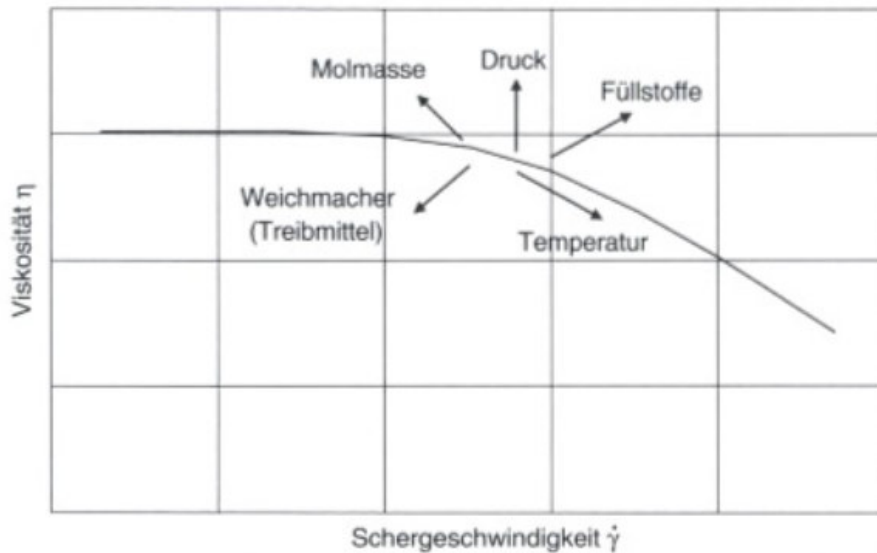 Molmasse
Druck
Füllstoffe
Weichmacher
(Treibmittel)
Temperatur
Viskosität η
Schergeschwindigkeit γ̇